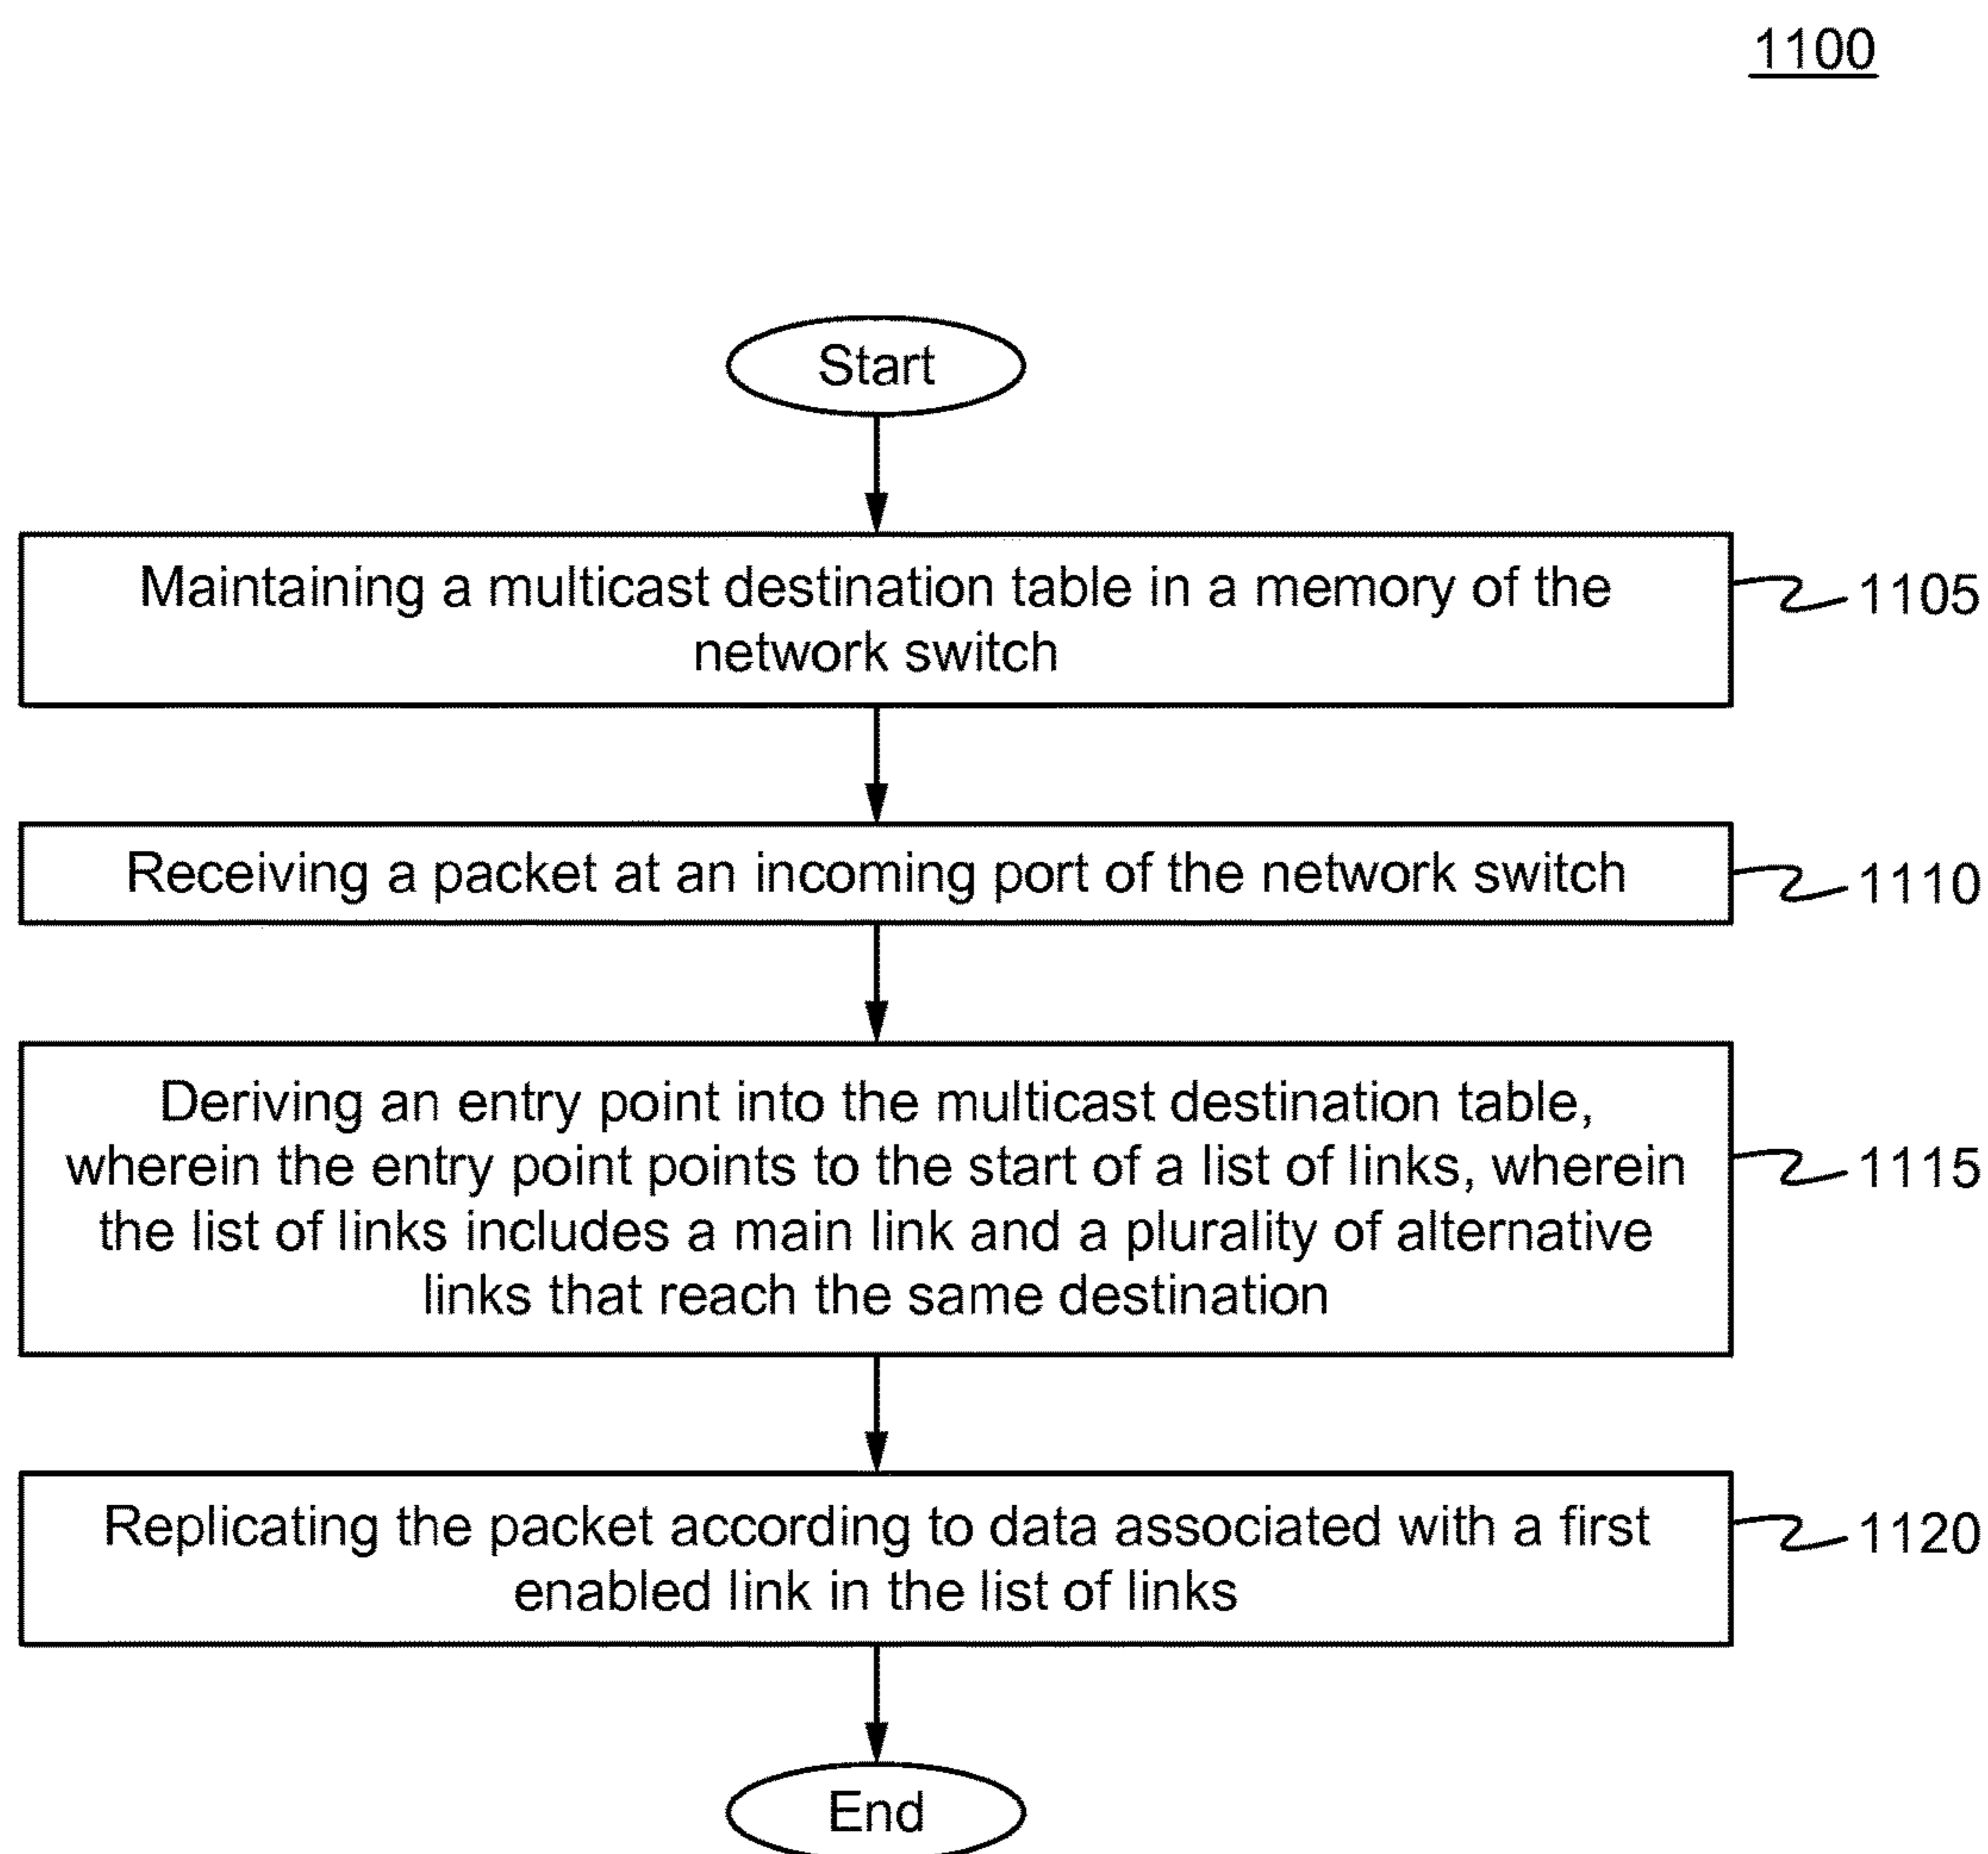 1100
Start
Maintaining a multicast destination table in a memory of the
network switch
1105
Receiving a packet at an incoming port of the network switch
1110
Deriving an entry point into the multicast destination table,
wherein the entry point points to the start of a list of links, wherein
the list of links includes a main link and a plurality of alternative
links that reach the same destination
1115
Replicating the packet according to data associated with a first
enabled link in the list of links
1120
End